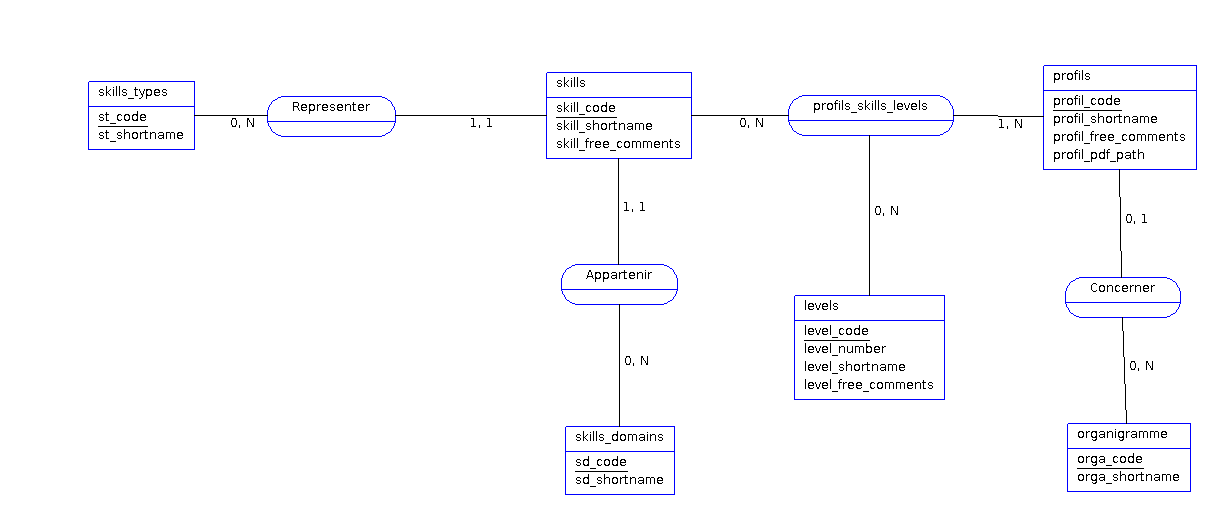 skills_types
st_code
st_shortname
0, N
Representer
1, 1
skills
skill_code
skill_shortname
skill_free_comments
0, N
profils_skills_levels
1, N
profils
profil_code
profil_shortname
profil_free_comments
profil_pdf_path
1, 1
0, N
0, 1
Appartenir
Concerner
levels
level_code
level_number
level_shortname
level_free_comments
0, N
0, N
skills_domains
sd_code
sd_shortname
organigramme
orga_code
orga_shortname